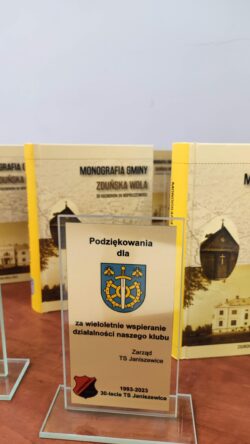 MONOGRAFIA GMINY
ZDUŃSKA WOLA
Podziękowania
dla
za wieloletnie wspieranie
działalności naszego klubu
Zarząd
TS Janiszewice
1993-2023
30-lecie TS Janiszewice